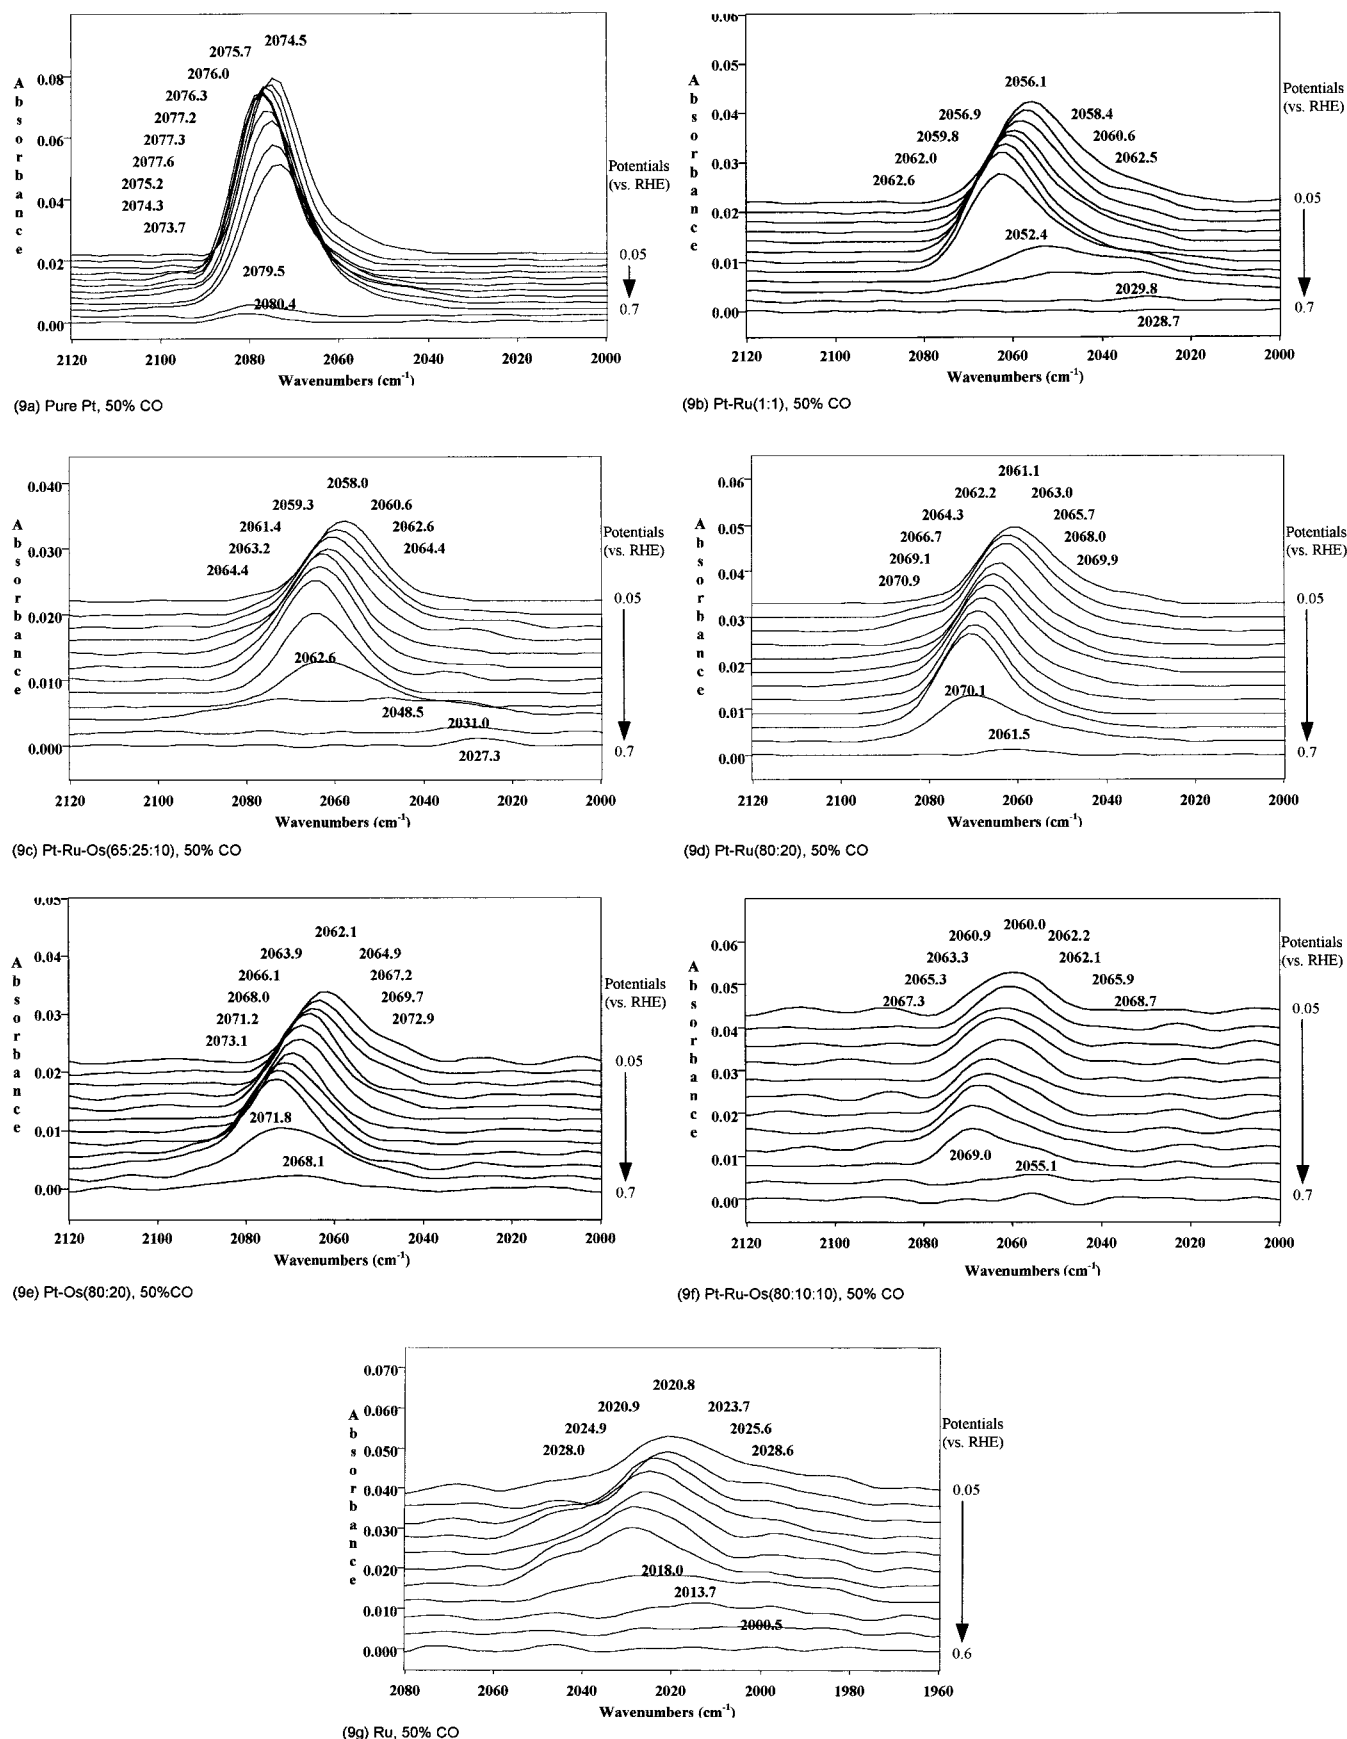 2074.5
2075.7
2076.0
2076.3
2077.2
2077.3
2077.6
2075.2
2074.3
2073.7
2079.5
2080.4
Absorbance
0.08
0.06
0.04
0.02
0.00
Potentials
(vs. RHE)
0.05
0.7
2120 2100 2080 2060 2040 2020 2000
Wavenumbers (cm⁻¹)
(9a) Pure Pt, 50% CO
0.06
0.05
0.04
0.03
0.02
0.01
0.00
Absorbance
2056.1
2056.9 2058.4
2059.8 2060.6
2062.0 2062.5
2062.6
2052.4
2029.8
2028.7
Potentials
(vs. RHE)
0.05
0.7
2120 2100 2080 2060 2040 2020 2000
Wavenumbers (cm⁻¹)
(9b) Pt-Ru(1:1), 50% CO
0.040
0.030
0.020
0.010
0.000
Absorbance
2058.0
2059.3 2060.6
2061.4 2062.6
2063.2 2064.4
2064.4
2062.6
2048.5
2031.0
2027.3
Potentials
(vs. RHE)
0.05
0.7
2120 2100 2080 2060 2040 2020 2000
Wavenumbers (cm⁻¹)
(9c) Pt-Ru-Os(65:25:10), 50% CO
0.06
0.05
0.04
0.03
0.02
0.01
0.00
Absorbance
2061.1
2062.2 2063.0
2064.3 2065.7
2066.7 2068.0
2069.1 2069.9
2070.9
2070.1
2061.5
Potentials
(vs. RHE)
0.05
0.7
2120 2100 2080 2060 2040 2020 2000
Wavenumbers (cm⁻¹)
(9d) Pt-Ru(80:20), 50% CO
0.05
0.04
0.03
0.02
0.01
0.00
Absorbance
2062.1
2063.9 2064.9
2066.1 2067.2
2068.0 2069.7
2071.2 2072.9
2073.1
2071.8
2068.1
Potentials
(vs. RHE)
0.05
0.7
2120 2100 2080 2060 2040 2020 2000
Wavenumbers (cm⁻¹)
(9e) Pt-Os(80:20), 50%CO
0.06
0.05
0.04
0.03
0.02
0.01
0.00
Absorbance
2060.0
2060.9 2062.2
2063.3 2062.1
2065.3 2065.9
2067.3 2068.7
2069.0
2055.1
Potentials
(vs. RHE)
0.05
0.7
2120 2100 2080 2060 2040 2020 2000
Wavenumbers (cm⁻¹)
(9f) Pt-Ru-Os(80:10:10), 50% CO
0.070
0.060
0.050
0.040
0.030
0.020
0.010
0.000
Absorbance
2020.8
2020.9 2023.7
2024.9 2025.6
2028.0 2028.6
2018.0
2013.7
2000.5
Potentials
(vs. RHE)
0.05
0.6
2080 2060 2040 2020 2000 1980 1960
Wavenumbers (cm⁻¹)
(9g) Ru, 50% CO